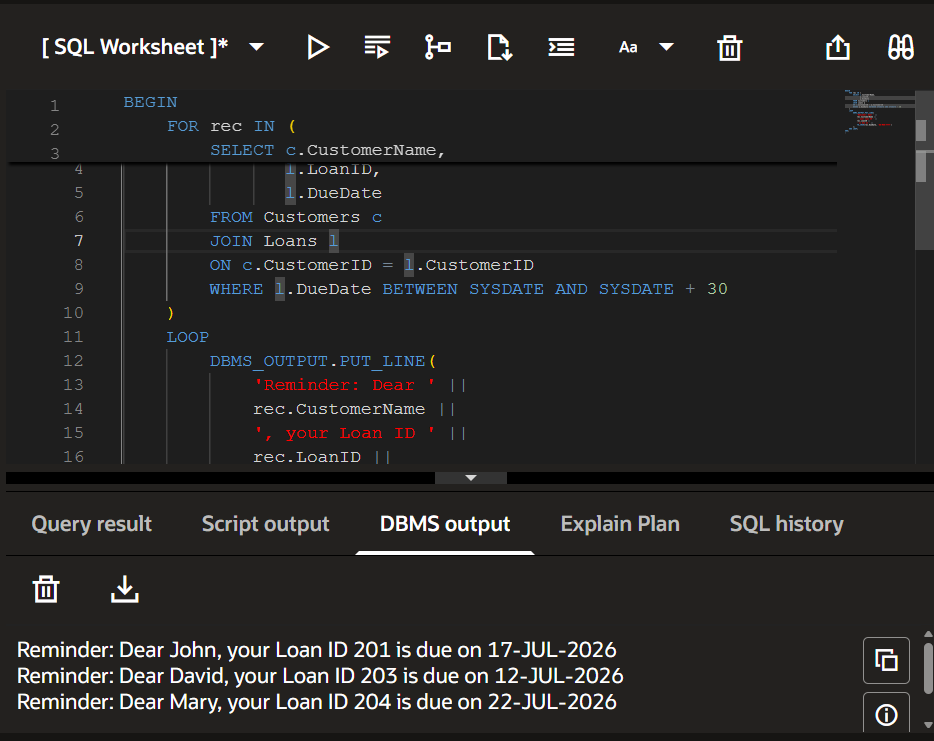 [ SQL Worksheet ]*
Aa
1 BEGIN
2 FOR rec IN (
3 SELECT c.CustomerName,
4 l.LoanID,
5 l.DueDate
6 FROM Customers c
7 JOIN Loans l
8 ON c.CustomerID = l.CustomerID
9 WHERE l.DueDate BETWEEN SYSDATE AND SYSDATE + 30
10 )
11 LOOP
12 DBMS_OUTPUT.PUT_LINE(
13 'Reminder: Dear ' ||
14 rec.CustomerName ||
15 ', your Loan ID ' ||
16 rec.LoanID ||
Query result Script output DBMS output Explain Plan SQL history
Reminder: Dear John, your Loan ID 201 is due on 17-JUL-2026
Reminder: Dear David, your Loan ID 203 is due on 12-JUL-2026
Reminder: Dear Mary, your Loan ID 204 is due on 22-JUL-2026